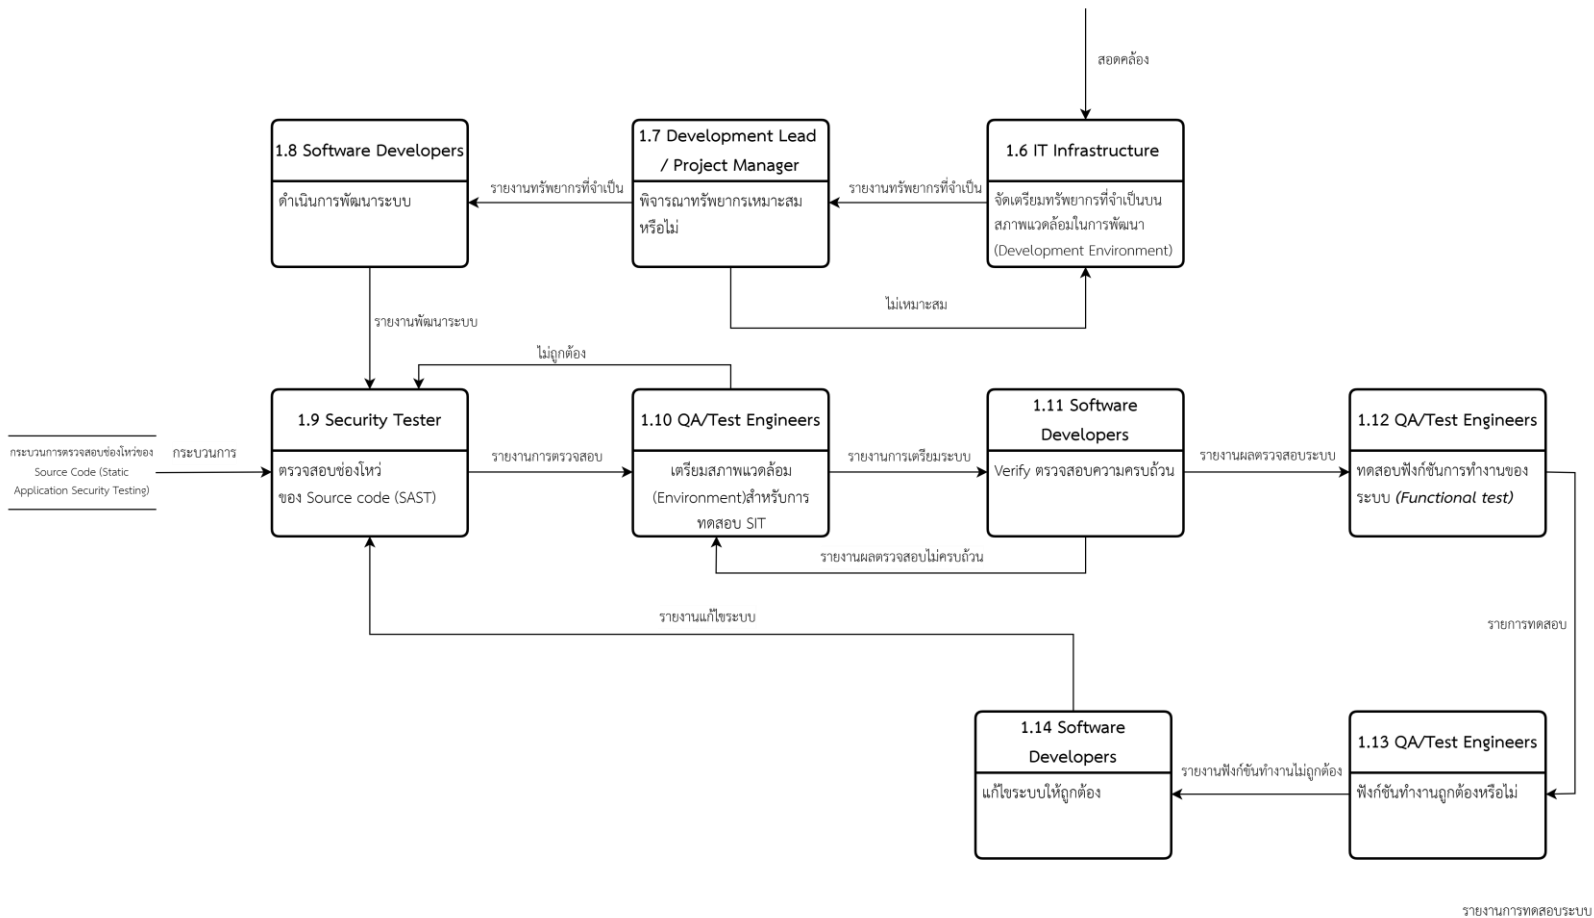 สอดคล้อง
1.8 Software Developers
ดำเนินการพัฒนาระบบ
รายงานทรัพยากรที่จำเป็น
1.7 Development Lead
/ Project Manager
พิจารณาทรัพยากรเหมาะสม
หรือไม่
รายงานทรัพยากรที่จำเป็น
1.6 IT Infrastructure
จัดเตรียมทรัพยากรที่จำเป็นบน
สภาพแวดล้อมในการพัฒนา
(Development Environment)
ไม่เหมาะสม
รายงานพัฒนาระบบ
ไม่ถูกต้อง
กระบวนการตรวจสอบช่องโหว่ของ
Source Code (Static
Application Security Testing)
กระบวนการ
1.9 Security Tester
ตรวจสอบช่องโหว่
ของ Source code (SAST)
รายงานการตรวจสอบ
1.10 QA/Test Engineers
เตรียมสภาพแวดล้อม
(Environment)สำหรับการ
ทดสอบ SIT
รายงานการเตรียมระบบ
1.11 Software
Developers
Verify ตรวจสอบความครบถ้วน
รายงานผลตรวจสอบระบบ
1.12 QA/Test Engineers
ทดสอบฟังก์ชันการทำงานของ
ระบบ (Functional test)
รายงานผลตรวจสอบไม่ครบถ้วน
รายงานแก้ไขระบบ
รายการทดสอบ
1.14 Software
Developers
แก้ไขระบบให้ถูกต้อง
รายงานฟังก์ชันทำงานไม่ถูกต้อง
1.13 QA/Test Engineers
ฟังก์ชันทำงานถูกต้องหรือไม่
รายงานการทดสอบระบบ